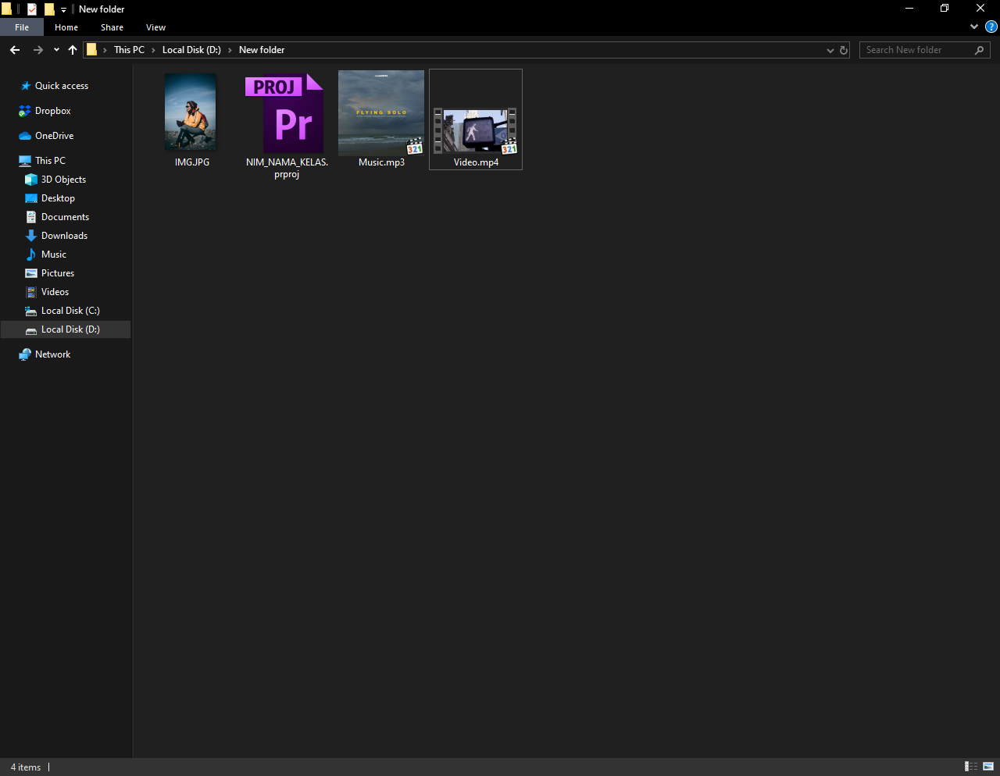 New folder
File Home Share View
This PC Local Disk (D:) New folder
Search New folder
Quick access
Dropbox
OneDrive
This PC
3D Objects
Desktop
Documents
Downloads
Music
Pictures
Videos
Local Disk (C:)
Local Disk (D:)
Network
PROJ
Pr
FLYING SOLO
321
321
IMG.JPG
NIM_NAMA_KELAS.
prproj
Music.mp3
Video.mp4
4 items